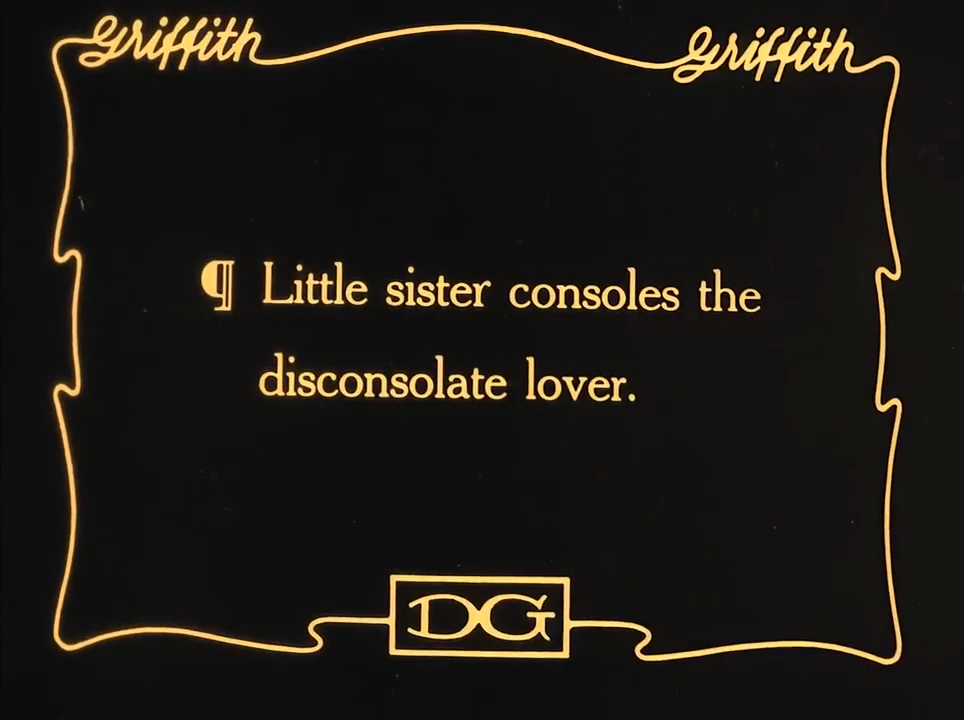 Griffith Griffith
¶ Little sister consoles the
disconsolate lover.
DG